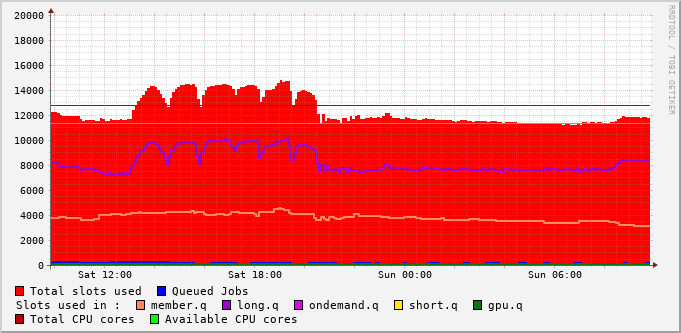 RRDTOOL / TOBI OETIKER
20000
18000
16000
14000
12000
10000
8000
6000
4000
2000
0
Sat 12:00 Sat 18:00 Sun 00:00 Sun 06:00
Total slots used Queued Jobs
Slots used in : member.q long.q ondemand.q short.q gpu.q
Total CPU cores Available CPU cores